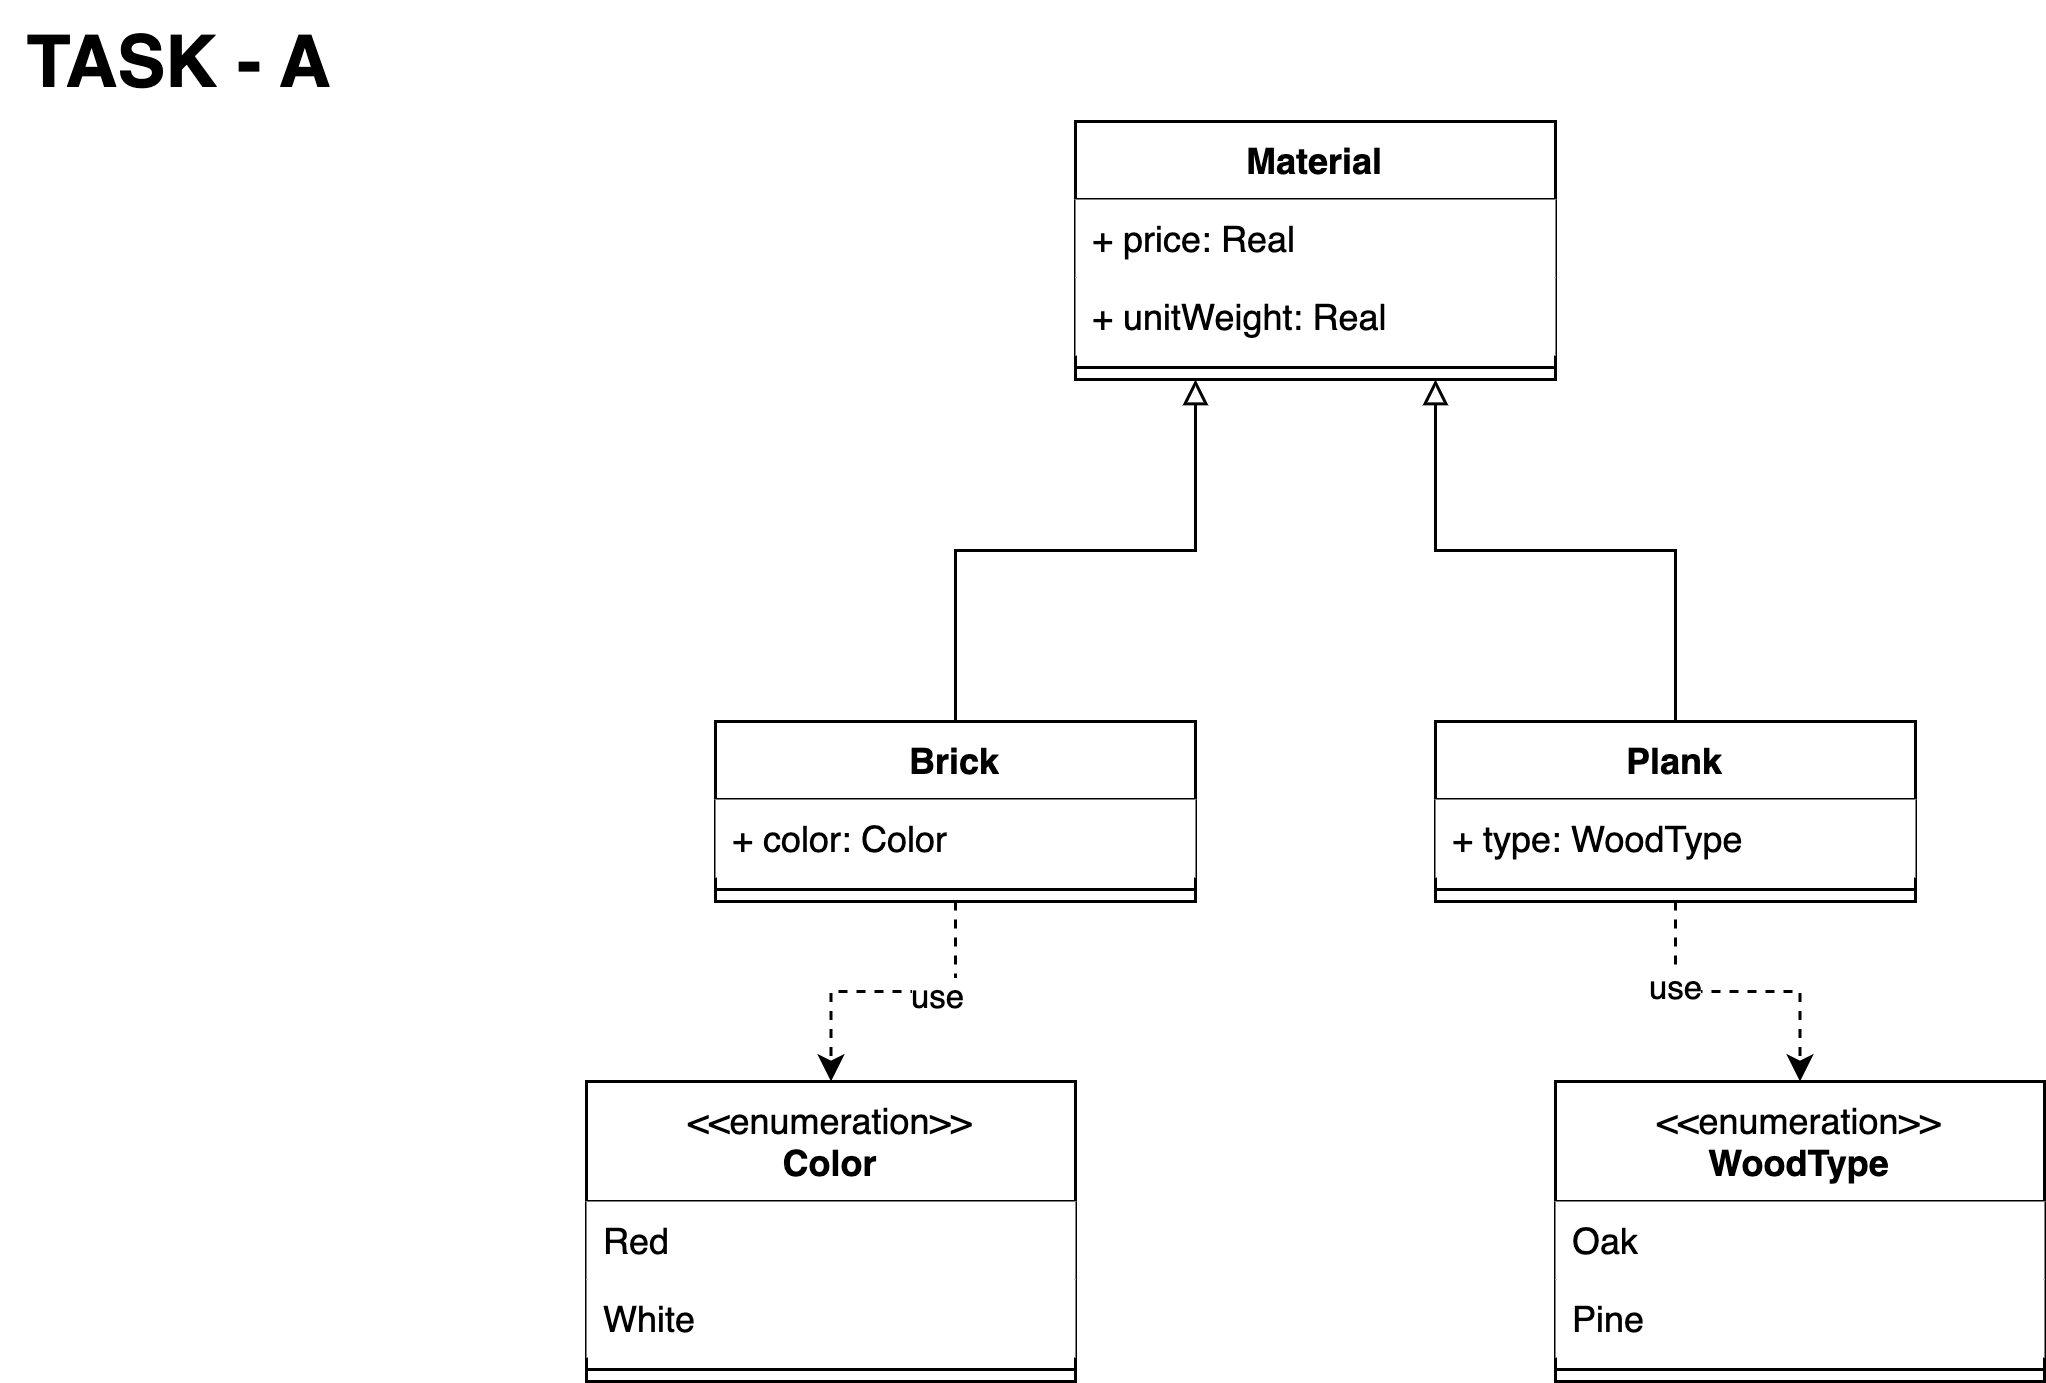 TASK - A
Material
+ price: Real
+ unitWeight: Real
Brick
+ color: Color
Plank
+ type: WoodType
use
use
<<enumeration>>
Color
Red
White
<<enumeration>>
WoodType
Oak
Pine